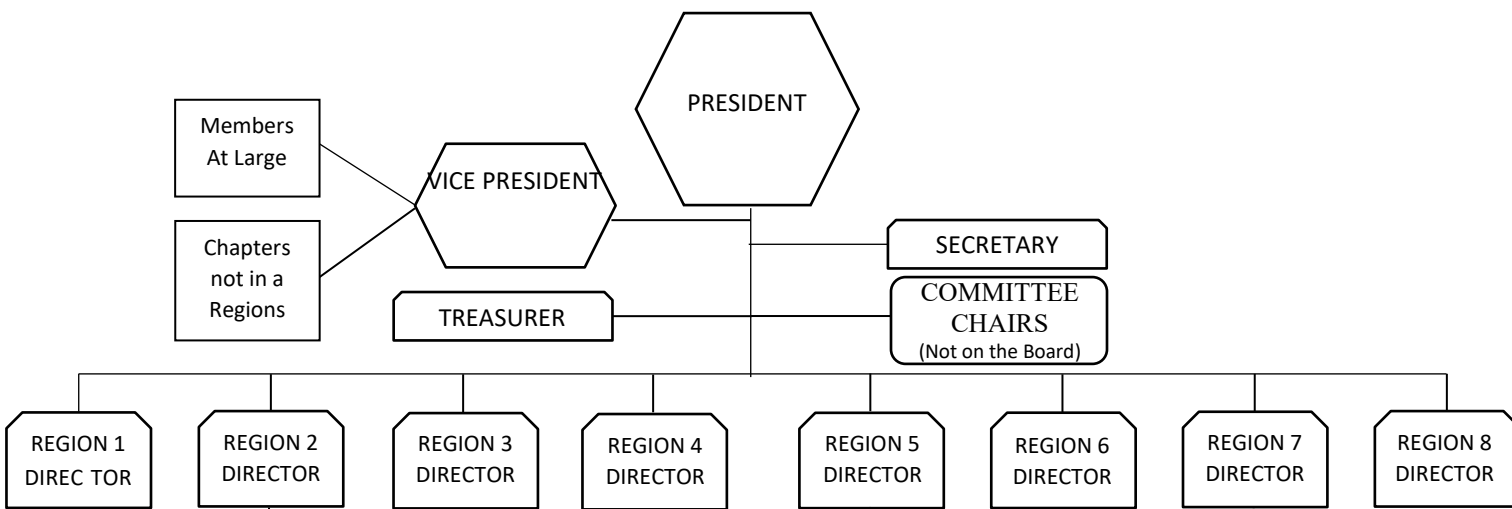 PRESIDENT
Members
At Large
VICE PRESIDENT
Chapters
not in a
Regions
SECRETARY
TREASURER
COMMITTEE
CHAIRS
(Not on the Board)
REGION 1
DIREC TOR
REGION 2
DIRECTOR
REGION 3
DIRECTOR
REGION 4
DIRECTOR
REGION 5
DIRECTOR
REGION 6
DIRECTOR
REGION 7
DIRECTOR
REGION 8
DIRECTOR